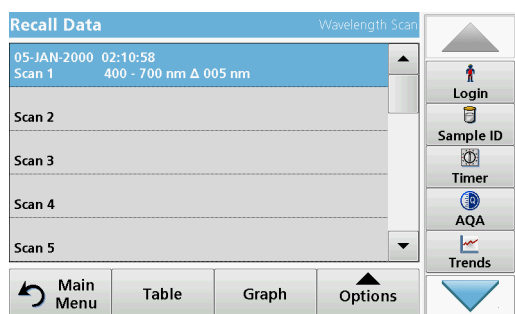 Recall Data
Wavelength Scan
05-JAN-2000 02:10:58
Scan 1 400 - 700 nm Δ 005 nm
Scan 2
Scan 3
Scan 4
Scan 5
Login
Sample ID
Timer
AQA
Trends
Main
Menu
Table
Graph
Options